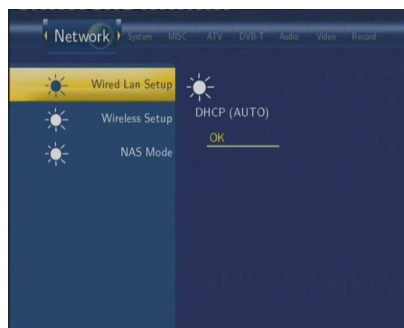 Network System MISC ATV DVB-T Audio Video Record
Wired Lan Setup
Wireless Setup
NAS Mode
DHCP (AUTO)
OK